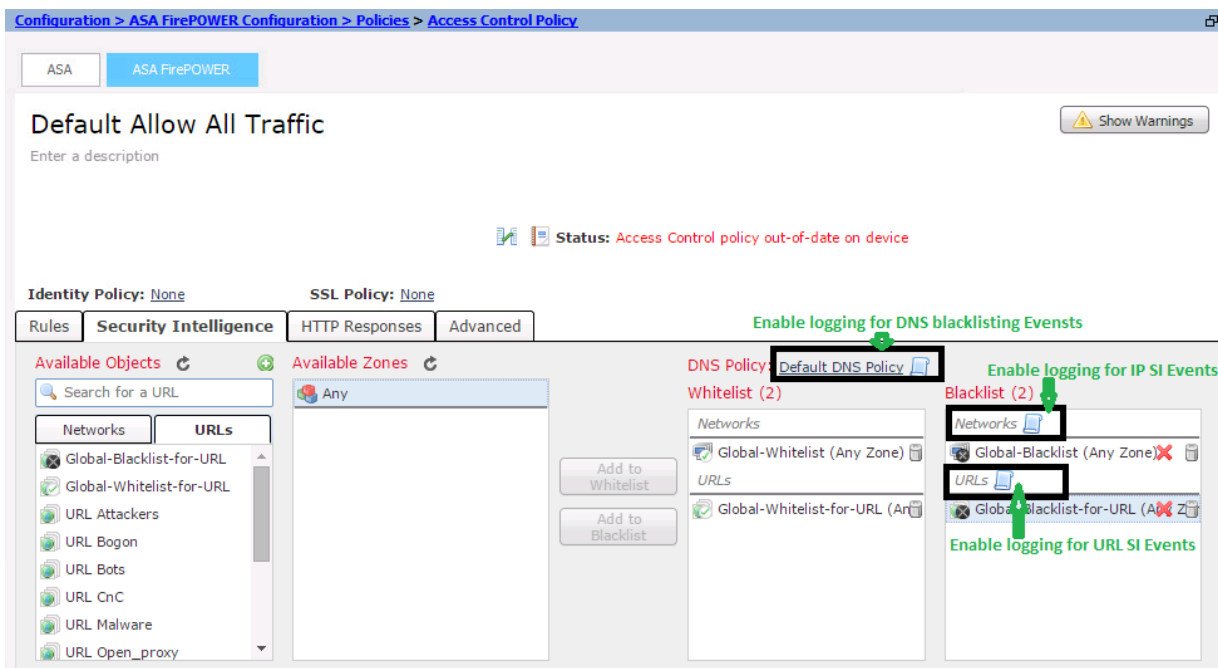 Configuration > ASA FirePOWER Configuration > Policies > Access Control Policy
ASA
ASA FirePOWER
Default Allow All Traffic
Show Warnings
Enter a description
Status: Access Control policy out-of-date on device
Identity Policy: None
SSL Policy: None
Rules
Security Intelligence
HTTP Responses
Advanced
Enable logging for DNS blacklisting Evensts
Available Objects
Available Zones
DNS Policy: Default DNS Policy
Enable logging for IP SI Events
Search for a URL
Any
Whitelist (2)
Blacklist (2)
Networks
URLs
Networks
Networks
Global-Blacklist-for-URL
Global-Whitelist (Any Zone)
Global-Blacklist (Any Zone)
Global-Whitelist-for-URL
Add to
Whitelist
URLs
URLs
URL Attackers
Global-Whitelist-for-URL (An
Global-Blacklist-for-URL (Any Z
URL Bogon
Add to
Blacklist
Enable logging for URL SI Events
URL Bots
URL CnC
URL Malware
URL Open_proxy